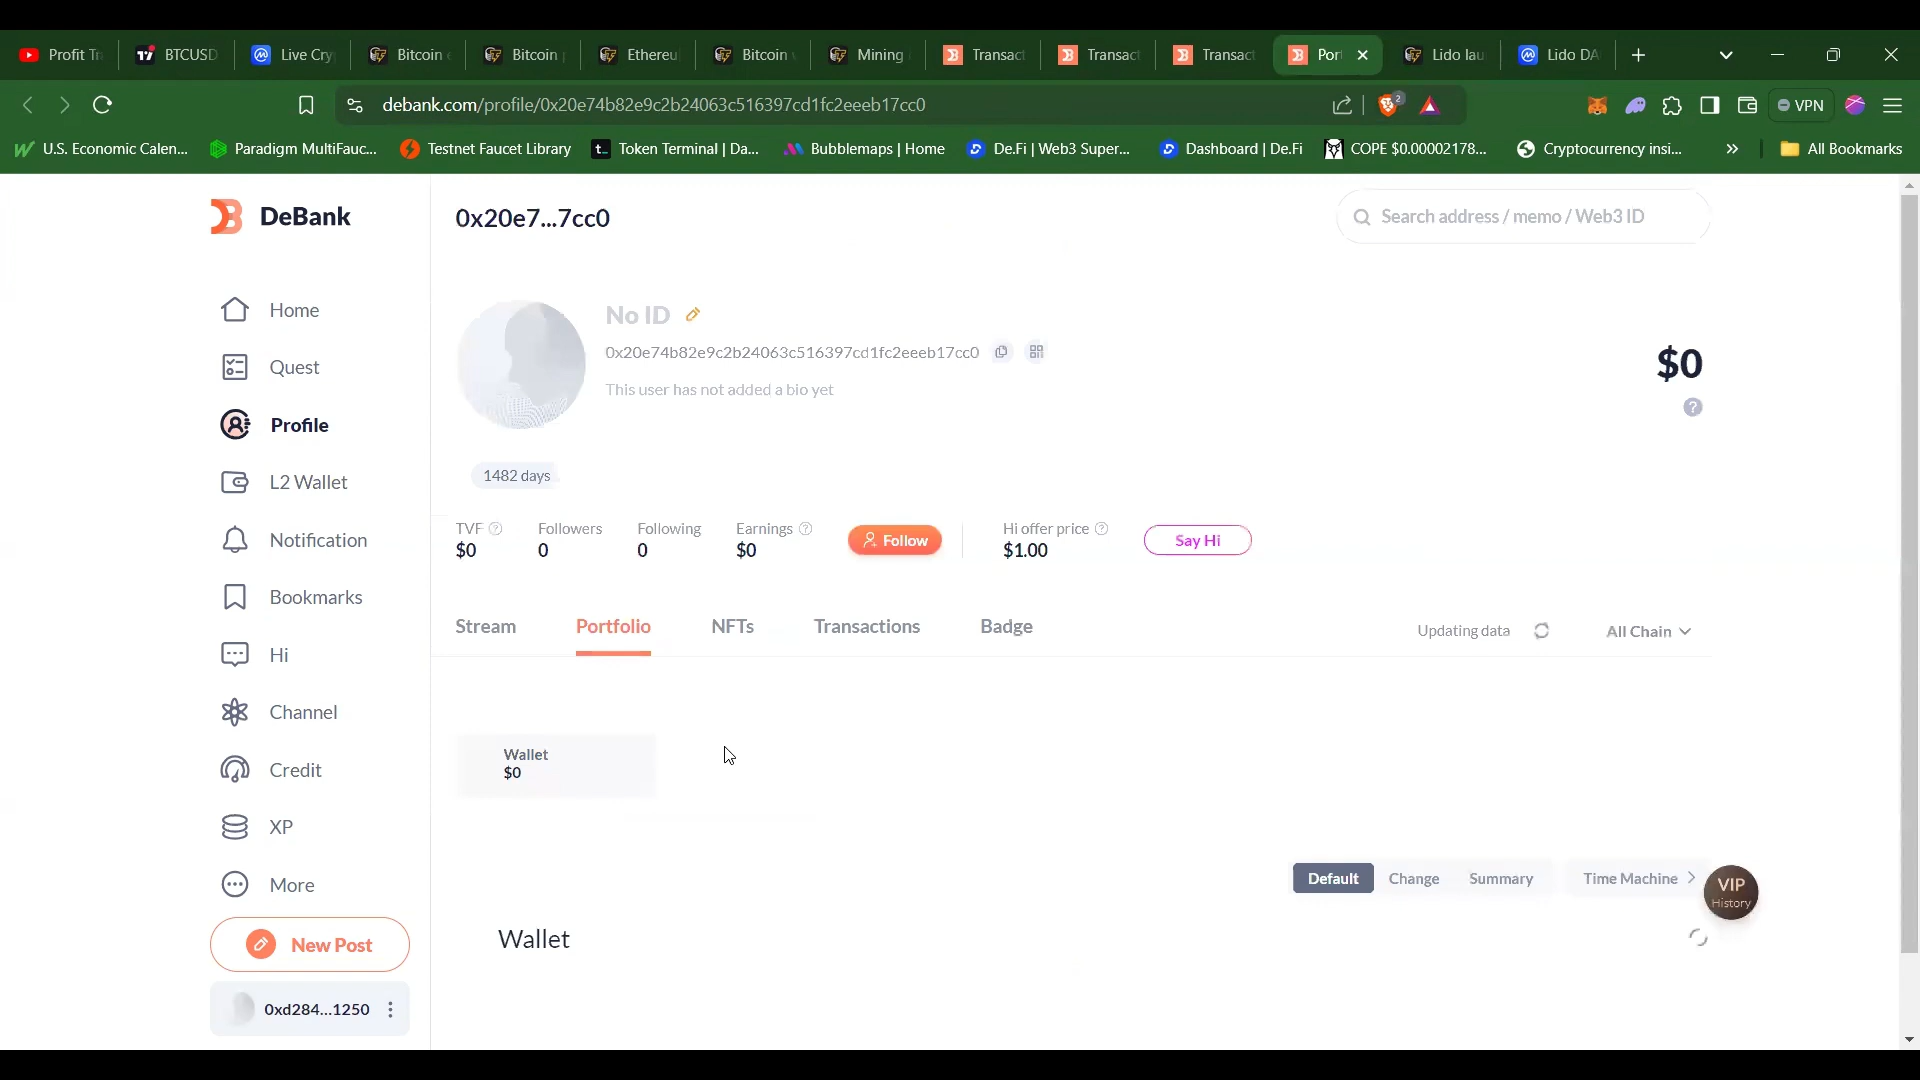 Profit Tr
BTCUSD
Live Cry
Bitcoin e
Bitcoin p
Ethereu
Bitcoin
Mining
Transact
Transact
Transact
Por
Lido lau
Lido DA
debank.com/profile/0x20e74b82e9c2b24063c516397cd1fc2eeeb17cc0
2
VPN
U.S. Economic Calen...
Paradigm MultiFauc...
Testnet Faucet Library
Token Terminal | Da...
Bubblemaps | Home
De.Fi | Web3 Super...
Dashboard | De.Fi
COPE $0.00002178...
Cryptocurrency insi...
All Bookmarks
DeBank
0x20e7...7cc0
Search address / memo / Web3 ID
Home
Quest
Profile
L2 Wallet
Notification
Bookmarks
Hi
Channel
Credit
XP
More
New Post
0xd284...1250
No ID
0x20e74b82e9c2b24063c516397cd1fc2eeeb17cc0
This user has not added a bio yet
$0
1482 days
TVF
$0
Followers
0
Following
0
Earnings
$0
Follow
Hi offer price
$1.00
Say Hi
Stream
Portfolio
NFTs
Transactions
Badge
Updating data
All Chain
Wallet
$0
Default
Change
Summary
Time Machine
VIP
History
Wallet